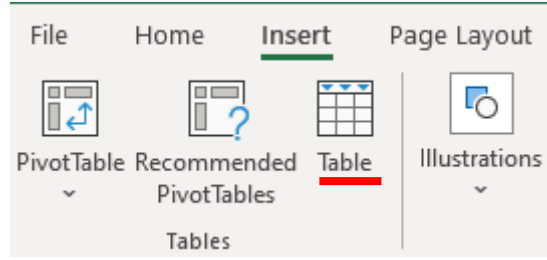 File Home Insert Page Layout
PivotTable Recommended PivotTables Table Illustrations
Tables